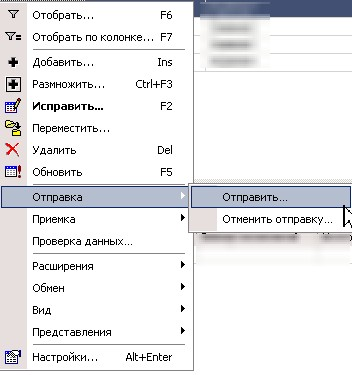 Отобрать... F6
Отобрать по колонке... F7
Добавить... Ins
Размножить... Ctrl+F3
Исправить... F2
Переместить...
Удалить Del
Обновить F5
Отправка
Отправить...
Приемка
Отменить отправку...
Проверка данных...
Расширения
Обмен
Вид
Представления
Настройки... Alt+Enter